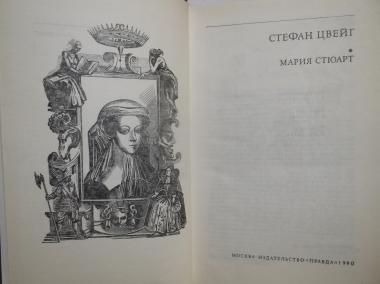 СТЕФАН ЦВЕЙГ
МАРИЯ СТЮАРТ
МОСКВА ИЗДАТЕЛЬСТВО «ПРАВДА» 1990